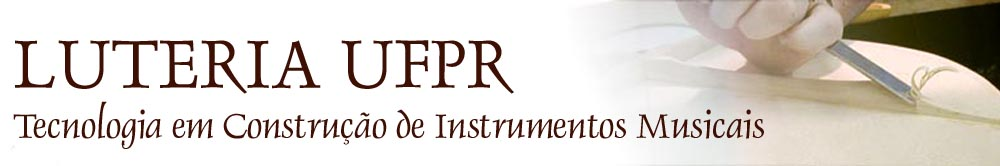 LUTERIA UFPR
Tecnologia em Construção de Instrumentos Musicais